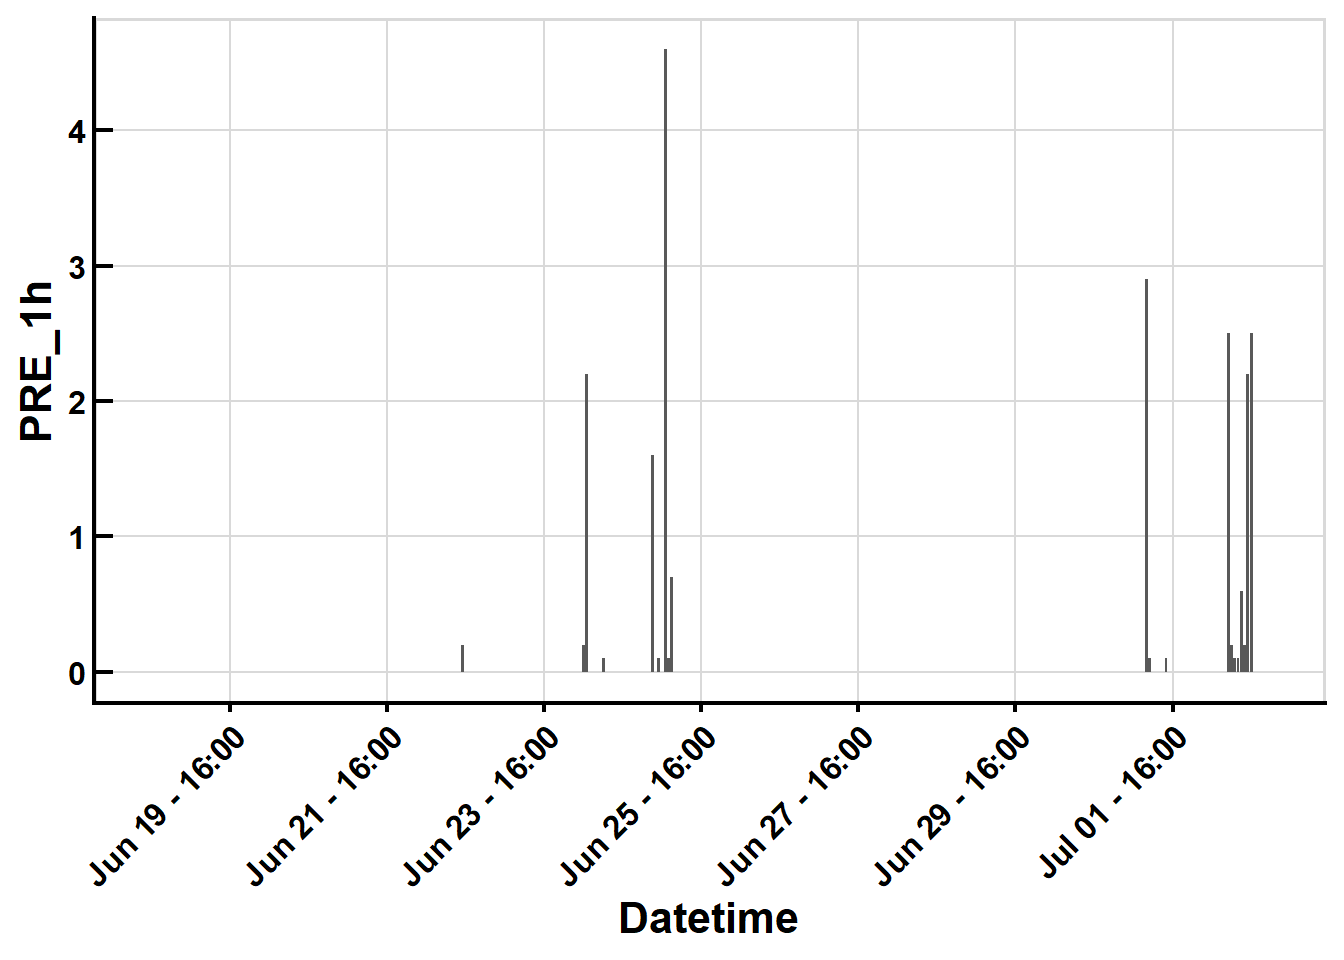 PRE_1h
4
3
2
1
0
Jun 19 - 16:00
Jun 21 - 16:00
Jun 23 - 16:00
Jun 25 - 16:00
Jun 27 - 16:00
Jun 29 - 16:00
Jul 01 - 16:00
Datetime